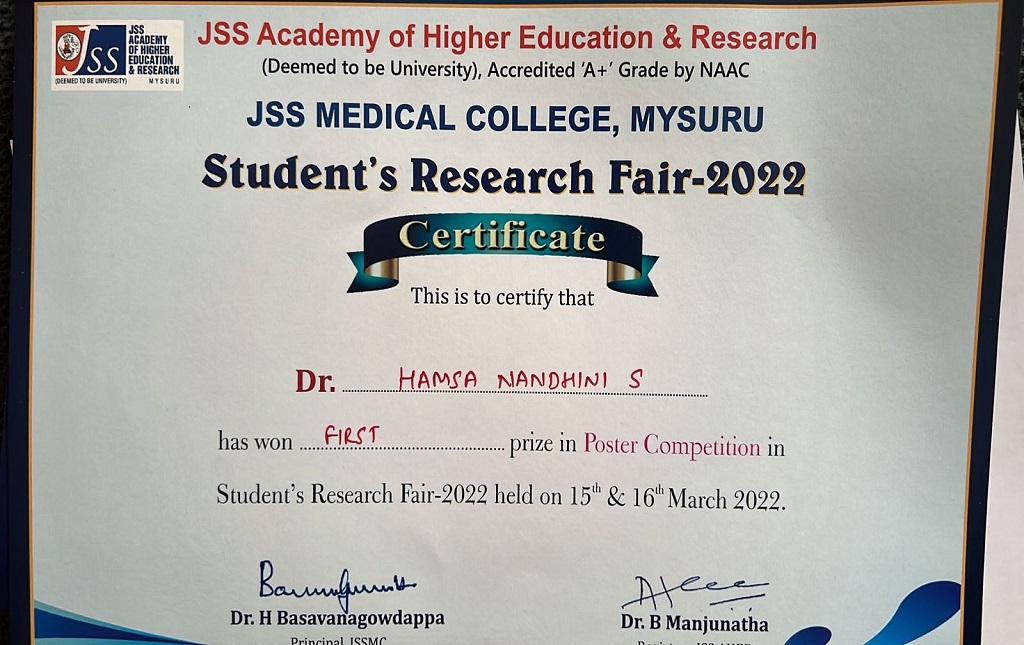 JSS
JSS
ACADEMY
OF HIGHER
EDUCATION
& RESEARCH
(DEEMED TO BE UNIVERSITY) MYSURU
JSS Academy of Higher Education & Research
(Deemed to be University), Accredited ‘A+’ Grade by NAAC
JSS MEDICAL COLLEGE, MYSURU
Student’s Research Fair-2022
Certificate
This is to certify that
Dr. HAMSA NANDHINI S
has won FIRST prize in Poster Competition in
Student’s Research Fair-2022 held on 15th & 16th March 2022.
Dr. H Basavanagowdappa
Dr. B Manjunatha
Principal JSSMC